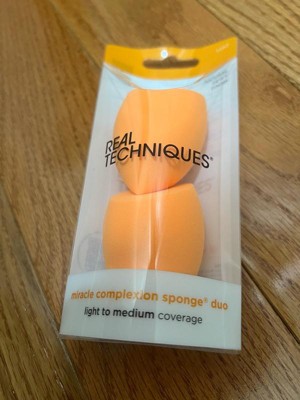 REAL
TECHNIQUES®
miracle complexion sponge® duo
light to medium coverage